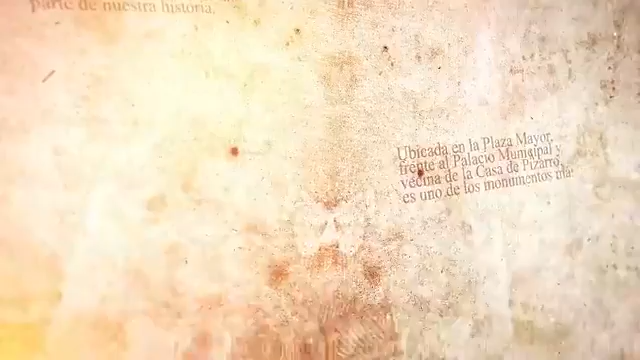 parte de nuestra historia.
Ubicada en la Plaza Mayor,
frente al Palacio Municipal y
vecina de la Casa de Pizarro,
es uno de los monumentos más